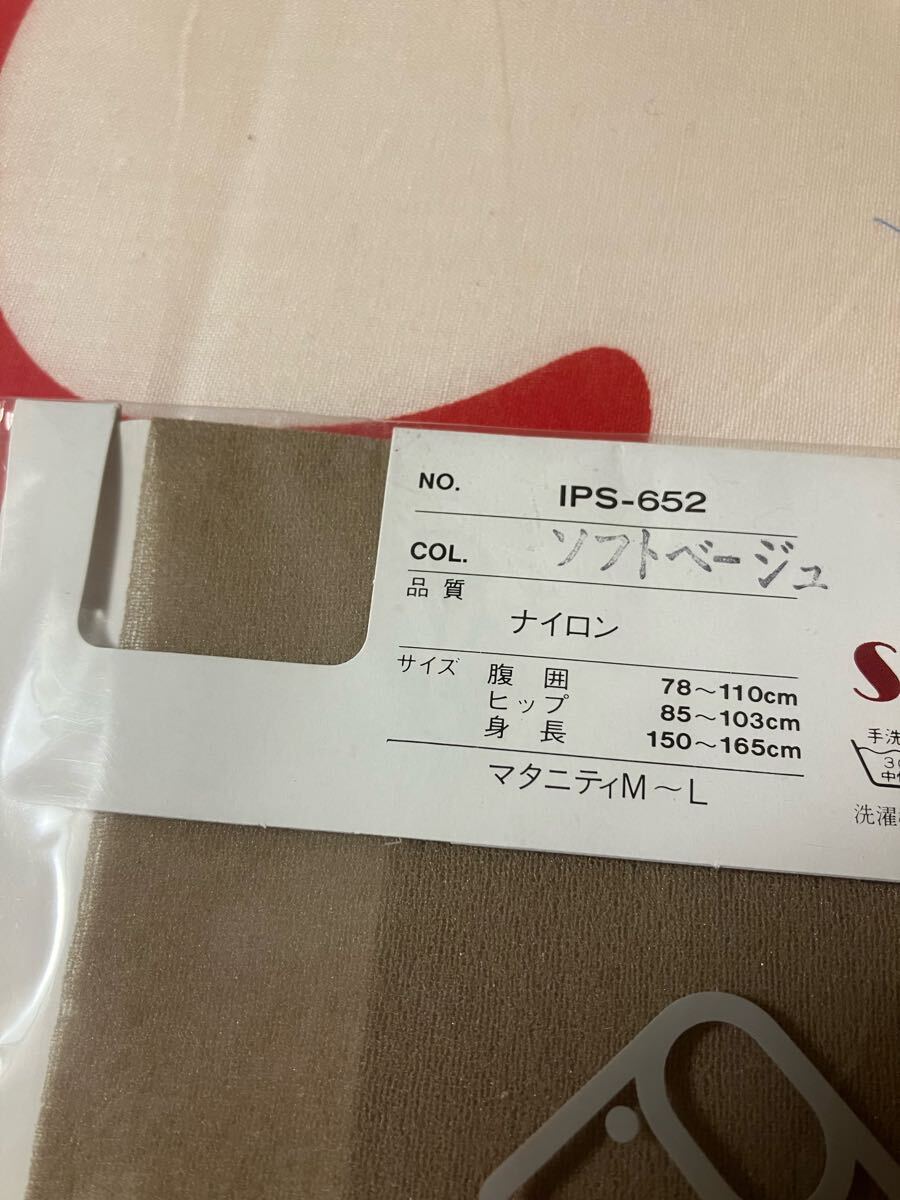 NO. IPS-652
COL. ソフトベージュ
品質
ナイロン
サイズ 腹囲 78〜110cm
ヒップ 85〜103cm
身長 150〜165cm
マタニティM〜L
S
手洗
洗濯